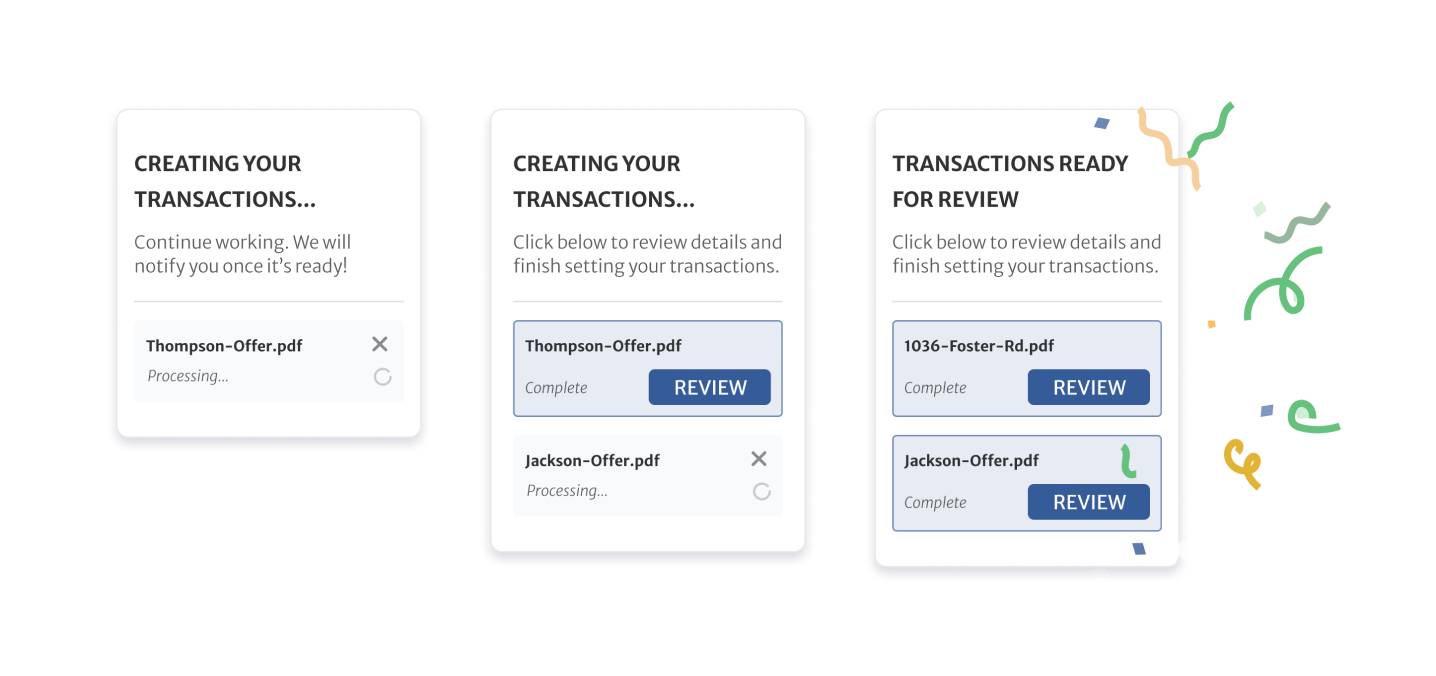 CREATING YOUR
TRANSACTIONS...
Continue working. We will
notify you once it's ready!
Thompson-Offer.pdf
Processing...
CREATING YOUR
TRANSACTIONS...
Click below to review details and
finish setting your transactions.
Thompson-Offer.pdf
Complete
REVIEW
Jackson-Offer.pdf
Processing...
TRANSACTIONS READY
FOR REVIEW
Click below to review details and
finish setting your transactions.
1036-Foster-Rd.pdf
Complete
REVIEW
Jackson-Offer.pdf
Complete
REVIEW